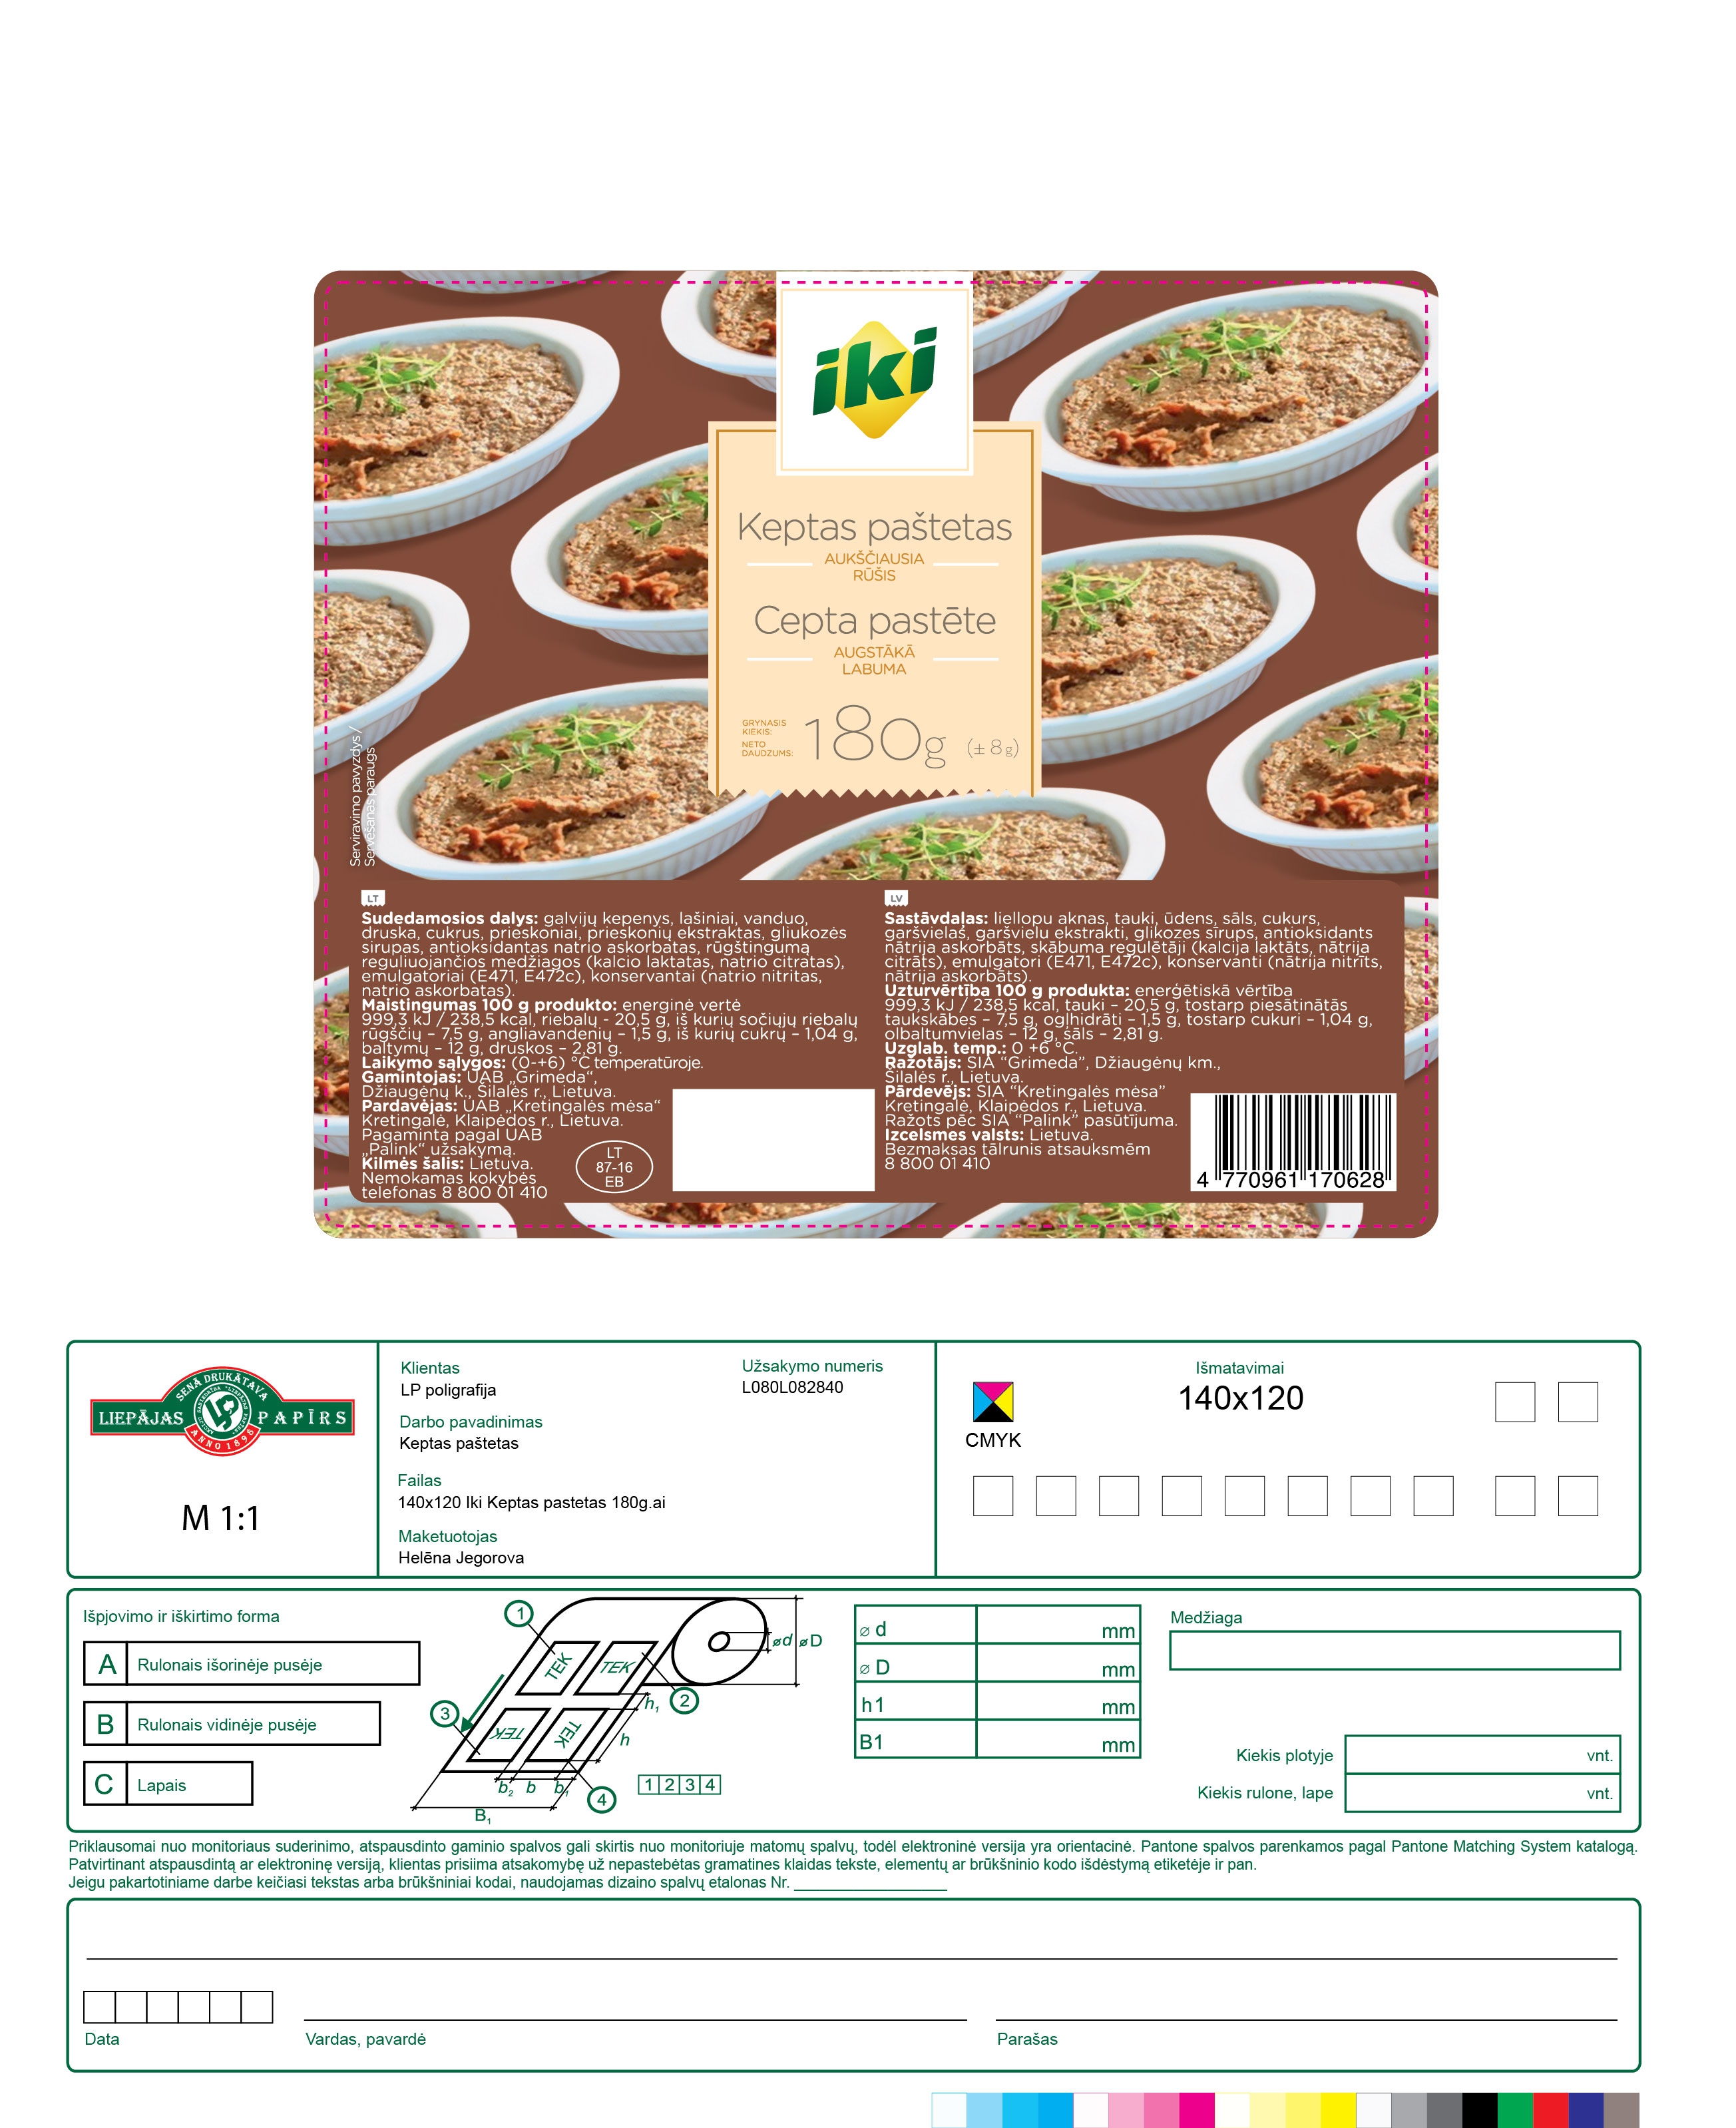 iki
Keptas paštetas
AUKŠČIAUSIA
RŪŠIS
Cepta pastēte
AUGSTĀKĀ
LABUMA
GRYNASIS
KIEKIS:
NETO
DAUDZUMS:
180g (± 8 g)
Serviravimo pavyzdys /
Servēšanas paraugs
LT
Sudedamosios dalys: galvijų kepenys, lašiniai, vanduo,
druska, cukrus, prieskoniai, prieskonių ekstraktas, gliukozės
sirupas, antioksidantas natrio askorbatas, rūgštingumą
reguliuojančios medžiagos (kalcio laktatas, natrio citratas),
emulgatoriai (E471, E472c), konservantai (natrio nitritas,
natrio askorbatas).
Maistingumas 100 g produkto: energinė vertė
999,3 kJ / 238,5 kcal, riebalų - 20,5 g, iš kurių sočiųjų riebalų
rūgščių – 7,5 g, angliavandenių – 1,5 g, iš kurių cukrų – 1,04 g,
baltymų – 12 g, druskos – 2,81 g.
Laikymo sąlygos: (0-+6) °C temperatūroje.
Gamintojas: UAB „Grimeda“,
Džiaugėnų k., Šilalės r., Lietuva.
Pardavėjas: UAB „Kretingalės mėsa“
Kretingalė, Klaipėdos r., Lietuva.
Pagaminta pagal UAB
„Palink“ užsakymą.
Kilmės šalis: Lietuva.
Nemokamas kokybės
telefonas 8 800 01 410
LT
87-16
EB
LV
Sastāvdaļas: liellopu aknas, tauki, ūdens, sāls, cukurs,
garšvielas, garšvielu ekstrakti, glikozes sīrups, antioksidants
nātrija askorbāts, skābuma regulētāji (kalcija laktāts, nātrija
citrāts), emulgatori (E471, E472c), konservanti (nātrija nitrīts,
nātrija askorbāts).
Uzturvērtība 100 g produkta: enerģētiskā vērtība
999,3 kJ / 238,5 kcal, tauki – 20,5 g, tostarp piesātinātās
taukskābes – 7,5 g, ogļhidrāti – 1,5 g, tostarp cukuri – 1,04 g,
olbaltumvielas – 12 g, sāls – 2,81 g.
Uzglab. temp.: 0 +6 °C.
Ražotājs: SIA “Grimeda”, Džiaugėnų km.,
Šilalės r., Lietuva.
Pārdevējs: SIA “Kretingalės mėsa”
Kretingalė, Klaipėdos r., Lietuva.
Ražots pēc SIA “Palink” pasūtījuma.
Izcelsmes valsts: Lietuva.
Bezmaksas tālrunis atsauksmēm
8 800 01 410
4 770961 170628
SENĀ DRUKĀTAVA
LIEPĀJAS PAPĪRS
ANNO 1898
M 1:1
Klientas
LP poligrafija
Užsakymo numeris
L080L082840
Darbo pavadinimas
Keptas paštetas
Failas
140x120 Iki Keptas pastetas 180g.ai
Maketuotojas
Helēna Jegorova
CMYK
Išmatavimai
140x120
Išpjovimo ir iškirtimo forma
A Rulonais išorinėje pusėje
B Rulonais vidinėje pusėje
C Lapais
1
2
3
4
TEK
TEK
TEK
TEK
ød øD
h1
h
b2 b b1
B1
1 2 3 4
ø d mm
ø D mm
h1 mm
B1 mm
Medžiaga
Kiekis plotyje vnt.
Kiekis rulone, lape vnt.
Priklausomai nuo monitoriaus suderinimo, atspausdinto gaminio spalvos gali skirtis nuo monitoriuje matomų spalvų, todėl elektroninė versija yra orientacinė. Pantone spalvos parenkamos pagal Pantone Matching System katalogą.
Patvirtinant atspausdintą ar elektroninę versiją, klientas prisiima atsakomybę už nepastebėtas gramatines klaidas tekste, elementų ar brūkšninio kodo išdėstymą etiketėje ir pan.
Jeigu pakartotiniame darbe keičiasi tekstas arba brūkšniniai kodai, naudojamas dizaino spalvų etalonas Nr.
Data
Vardas, pavardė
Parašas